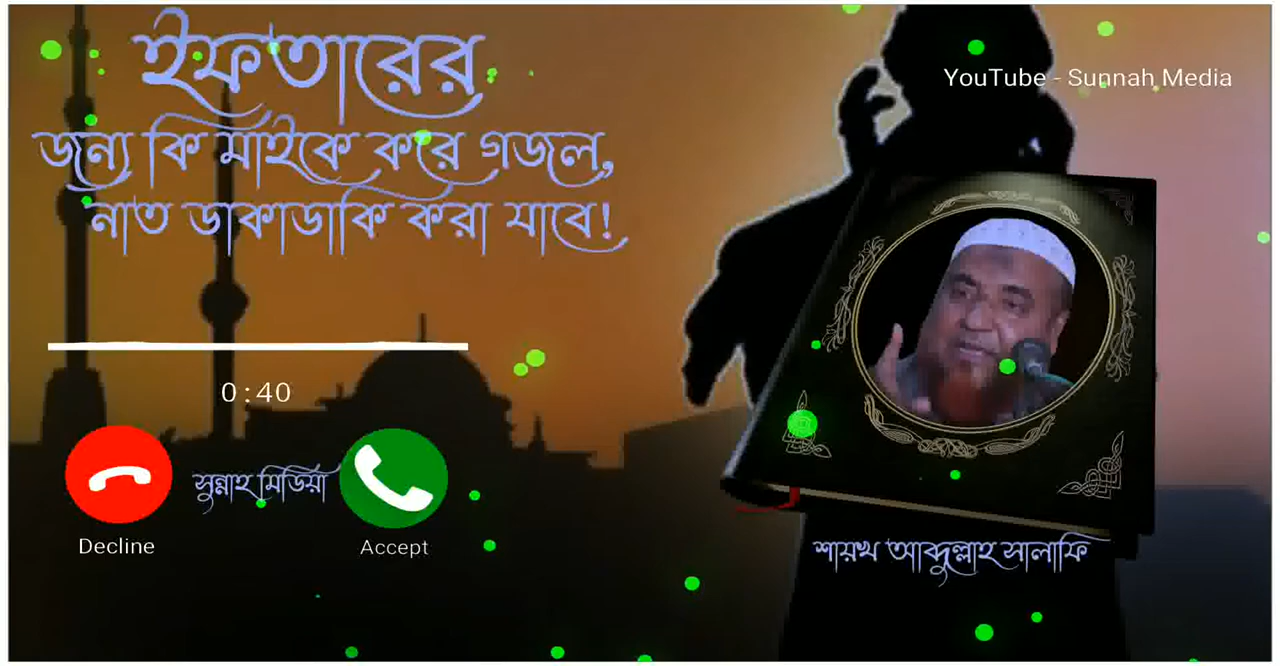 ইফতারের
জন্য কি মাইকে করে গজল,
নাত ডাকাডাকি করা যাবে!
YouTube - Sunnah Media
0:40
সুন্নাহ মিডিয়া
Decline
Accept
শায়খ আব্দুল্লাহ সালাফি